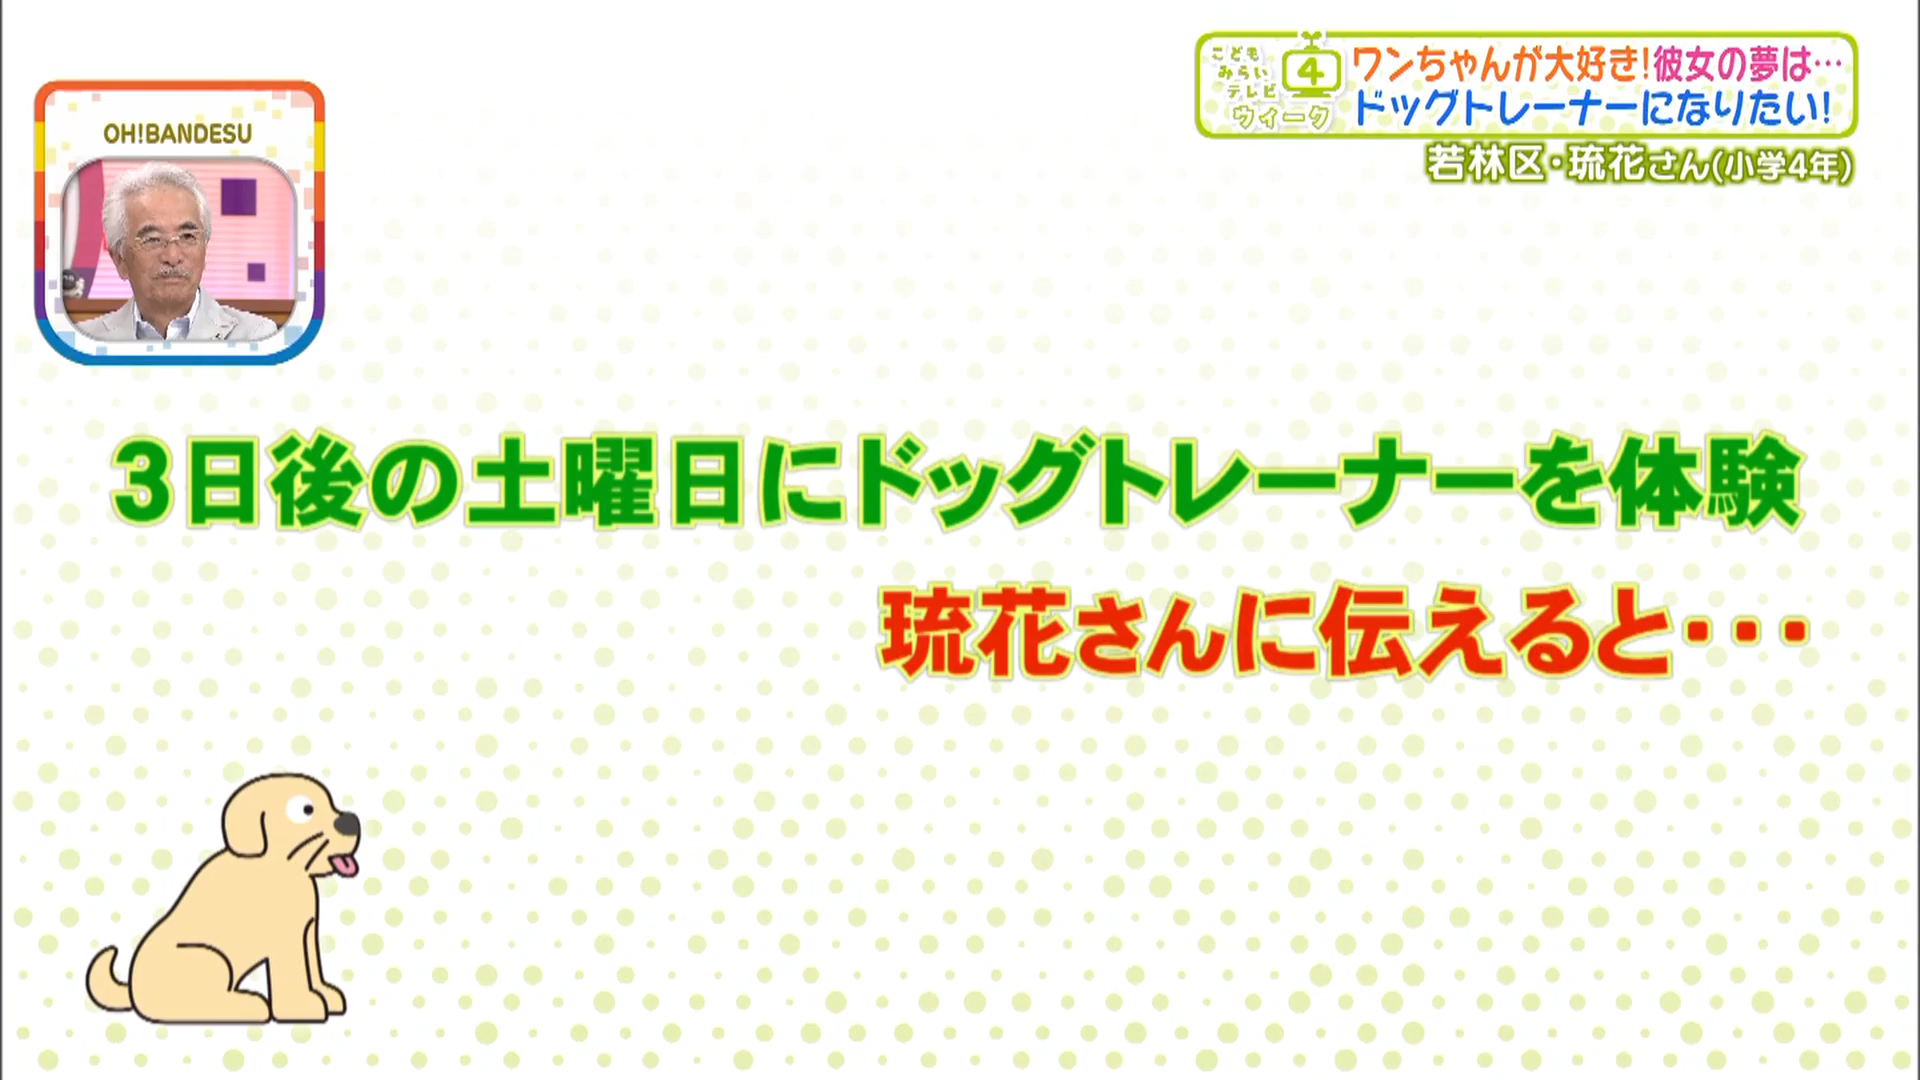 OH!BANDESU
こども
みらい
テレビ
ウィーク
4
ワンちゃんが大好き!彼女の夢は…
ドッグトレーナーになりたい!
若林区・琉花さん(小学4年)
3日後の土曜日にドッグトレーナーを体験
琉花さんに伝えると・・・